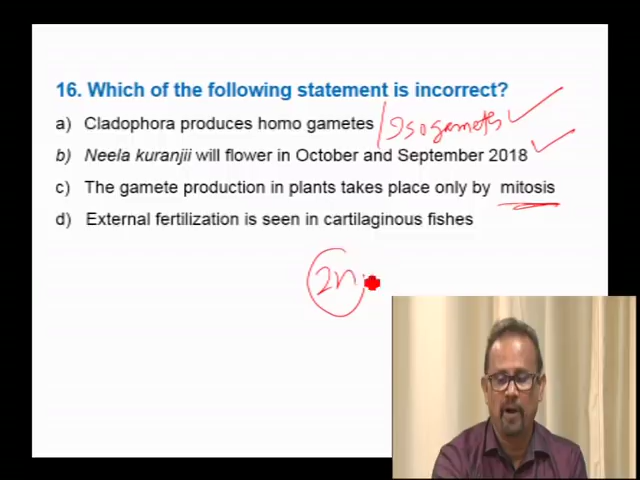 16. Which of the following statement is incorrect?
a) Cladophora produces homo gametes / Isogametes
b) Neela kuranjii will flower in October and September 2018
c) The gamete production in plants takes place only by mitosis
d) External fertilization is seen in cartilaginous fishes
2n